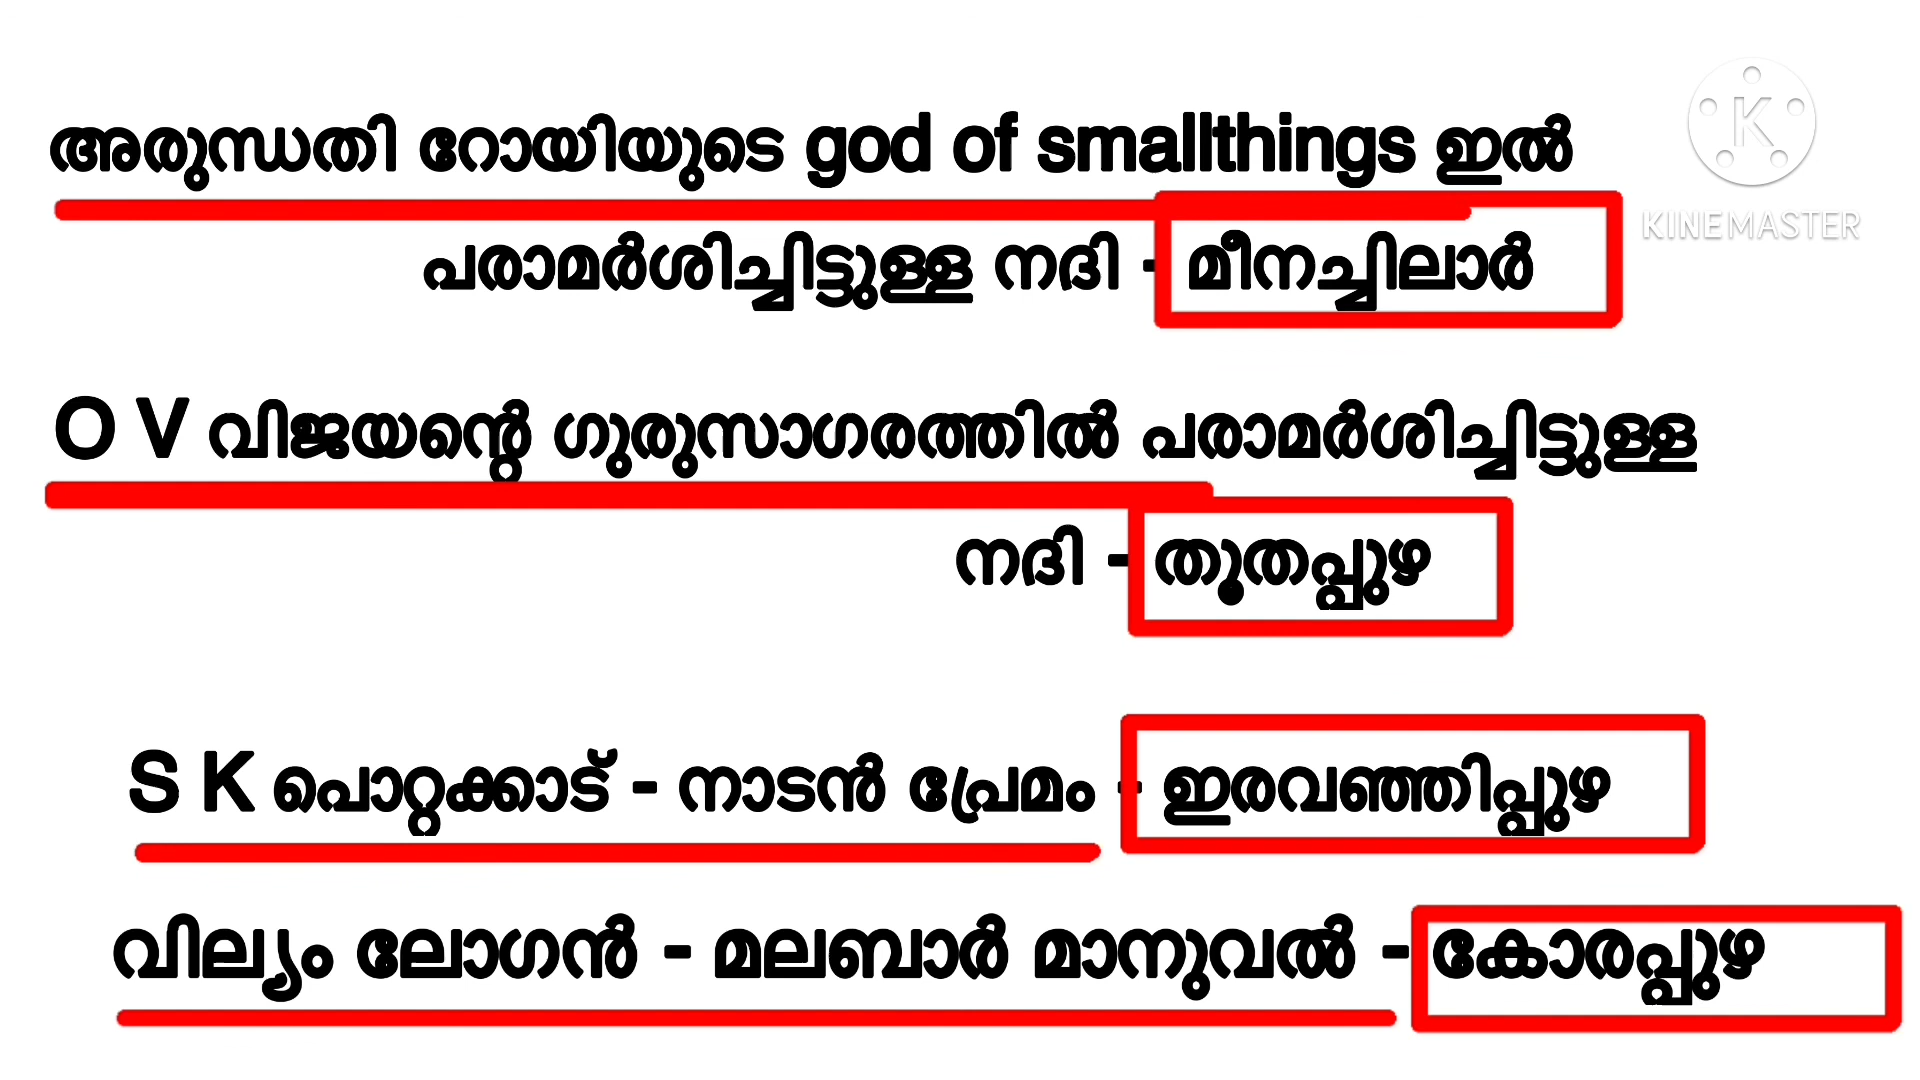 അരുന്ധതി റോയിയുടെ god of smallthings ഇൽ
K
KINEMASTER
പരാമർശിച്ചിട്ടുള്ള നദി - മീനച്ചിലാർ
O V വിജയന്റെ ഗുരുസാഗരത്തിൽ പരാമർശിച്ചിട്ടുള്ള
നദി - തൂതപ്പുഴ
S K പൊറ്റക്കാട് - നാടൻ പ്രേമം - ഇരവഞ്ഞിപ്പുഴ
വില്യം ലോഗൻ - മലബാർ മാനുവൽ - കോരപ്പുഴ